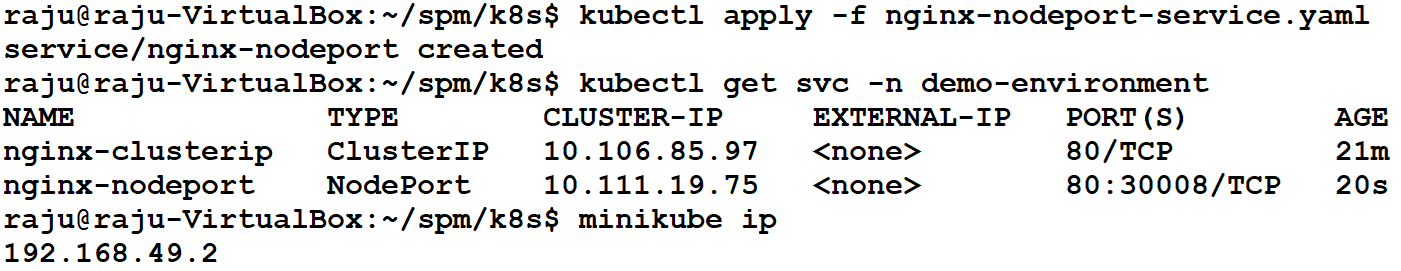 raju@raju-VirtualBox:~/spm/k8s$ kubectl apply -f nginx-nodeport-service.yaml
service/nginx-nodeport created
raju@raju-VirtualBox:~/spm/k8s$ kubectl get svc -n demo-environment
NAME              TYPE        CLUSTER-IP     EXTERNAL-IP   PORT(S)        AGE
nginx-clusterip   ClusterIP   10.106.85.97   <none>        80/TCP         21m
nginx-nodeport    NodePort    10.111.19.75   <none>        80:30008/TCP   20s
raju@raju-VirtualBox:~/spm/k8s$ minikube ip
192.168.49.2